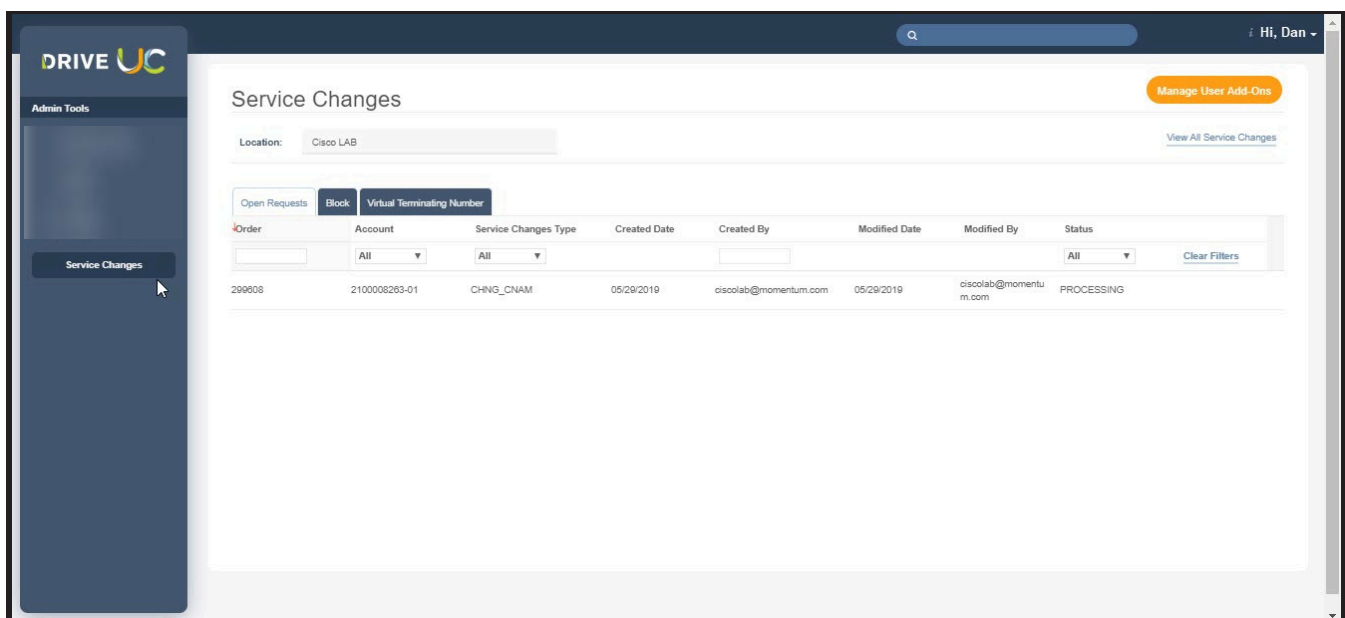 DRIVE UC
Hi, Dan
Admin Tools
Service Changes
Service Changes
Manage User Add-Ons
Location: Cisco LAB
View All Service Changes
Open Requests Block Virtual Terminating Number
Order Account Service Changes Type Created Date Created By Modified Date Modified By Status
All All All Clear Filters
299608 2100008263-01 CHNG_CNAM 05/29/2019 ciscolab@momentum.com 05/29/2019 ciscolab@momentu PROCESSING
m.com